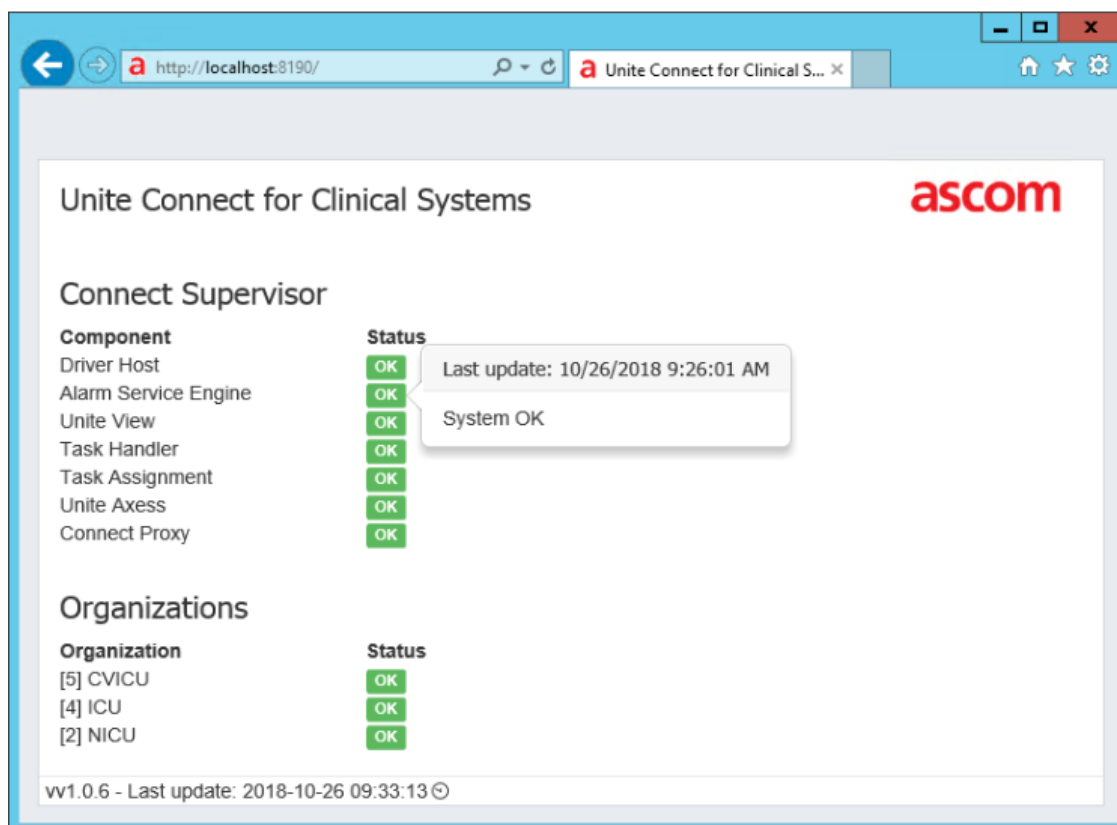 http://localhost:8190/
a Unite Connect for Clinical S...
Unite Connect for Clinical Systems
ascom
Connect Supervisor
Component Status
Driver Host OK
Last update: 10/26/2018 9:26:01 AM
Alarm Service Engine OK
System OK
Unite View OK
Task Handler OK
Task Assignment OK
Unite Axess OK
Connect Proxy OK
Organizations
Organization Status
[5] CVICU OK
[4] ICU OK
[2] NICU OK
vv1.0.6 - Last update: 2018-10-26 09:33:13